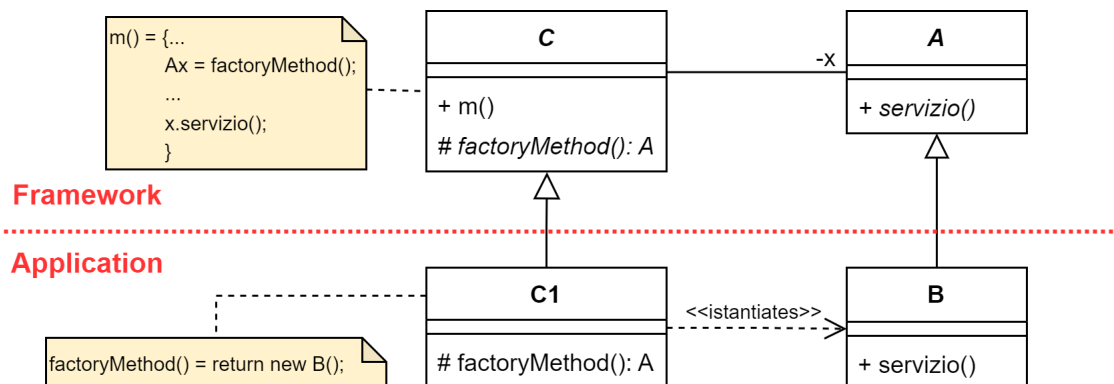 m() = {...
Ax = factoryMethod();
...
x.servizio();
}
C
+ m()
# factoryMethod(): A
-x
A
+ servizio()
Framework
Application
C1
# factoryMethod(): A
<<istantiates>>
B
+ servizio()
factoryMethod() = return new B();